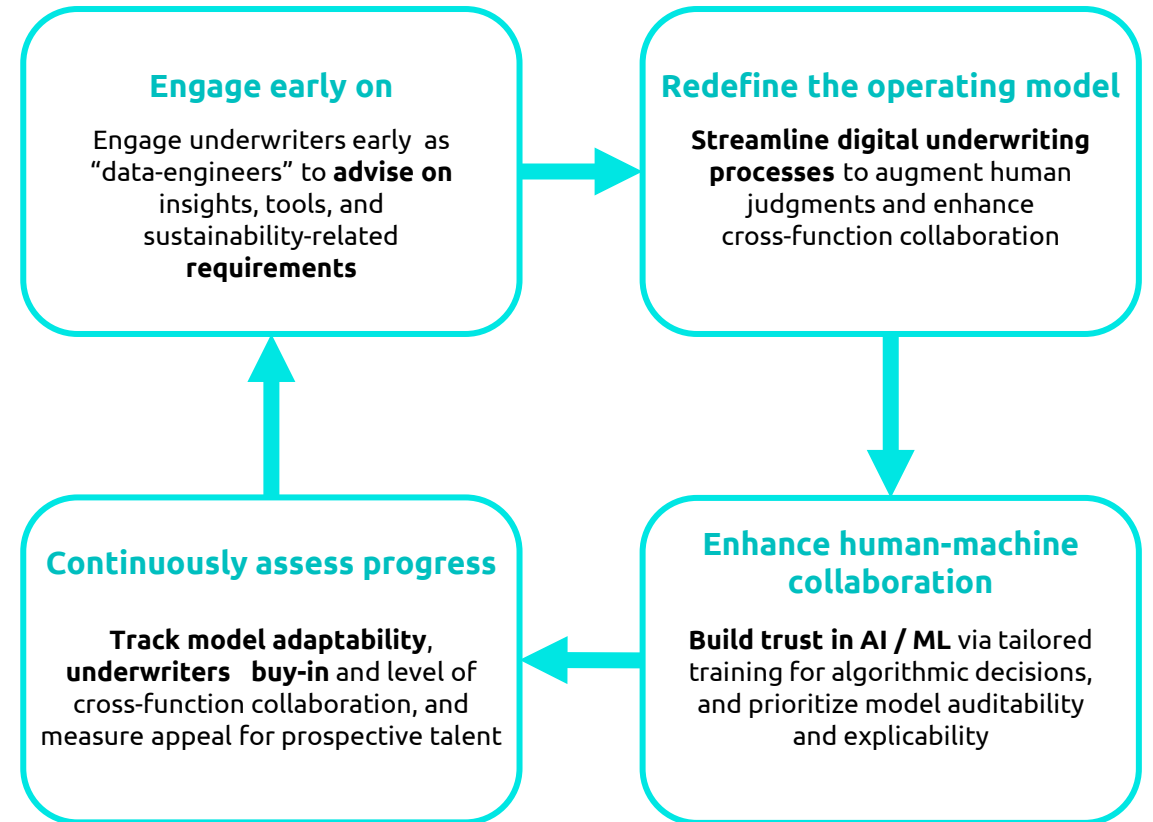 Engage early on
Engage underwriters early as
“data-engineers” to advise on
insights, tools, and
sustainability-related
requirements
Redefine the operating model
Streamline digital underwriting
processes to augment human
judgments and enhance
cross-function collaboration
Continuously assess progress
Track model adaptability,
underwriters buy-in and level of
cross-function collaboration, and
measure appeal for prospective talent
Enhance human-machine
collaboration
Build trust in AI / ML via tailored
training for algorithmic decisions,
and prioritize model auditability
and explicability